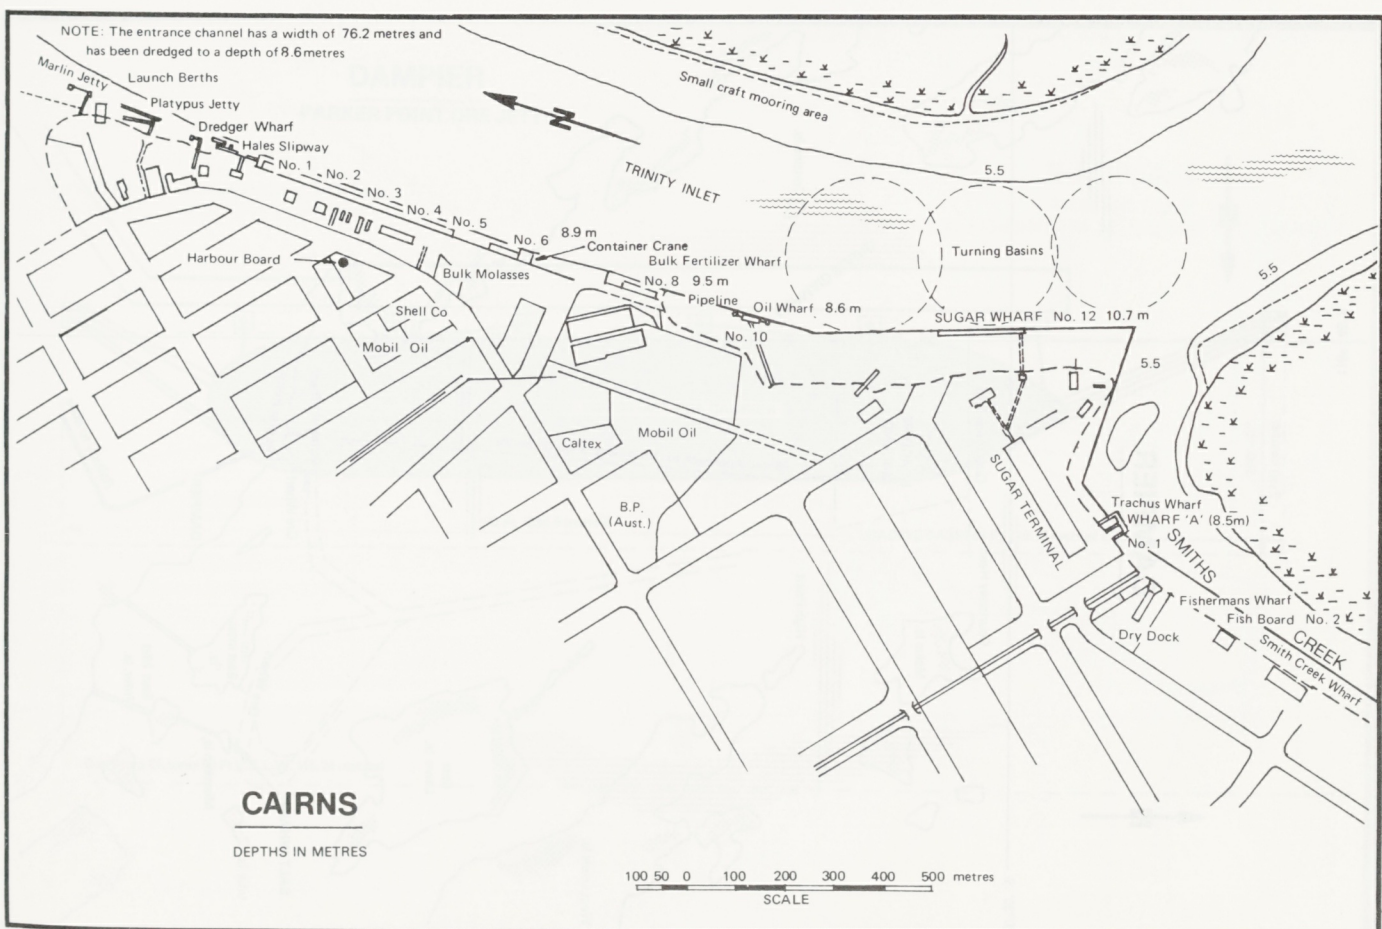 NOTE: The entrance channel has a width of 76.2 metres and
has been dredged to a depth of 8.6 metres
Marlin Jetty
Launch Berths
Platypus Jetty
Dredger Wharf
Hales Slipway
No. 1
No. 2
No. 3
No. 4
No. 5
No. 6
8.9 m
Container Crane
Bulk Fertilizer Wharf
No. 8 9.5 m
Pipeline
Oil Wharf 8.6 m
No. 10
Small craft mooring area
N
TRINITY INLET
5.5
Turning Basins
5.5
SUGAR WHARF No. 12 10.7 m
5.5
Harbour Board
Bulk Molasses
Shell Co
Mobil Oil
Caltex
Mobil Oil
B.P.
(Aust.)
SUGAR TERMINAL
Trachus Wharf
WHARF 'A' (8.5m)
No. 1
SMITHS
CREEK
Fishermans Wharf
Fish Board No. 2
Smith Creek Wharf
Dry Dock
CAIRNS
DEPTHS IN METRES
100 50 0 100 200 300 400 500 metres
SCALE